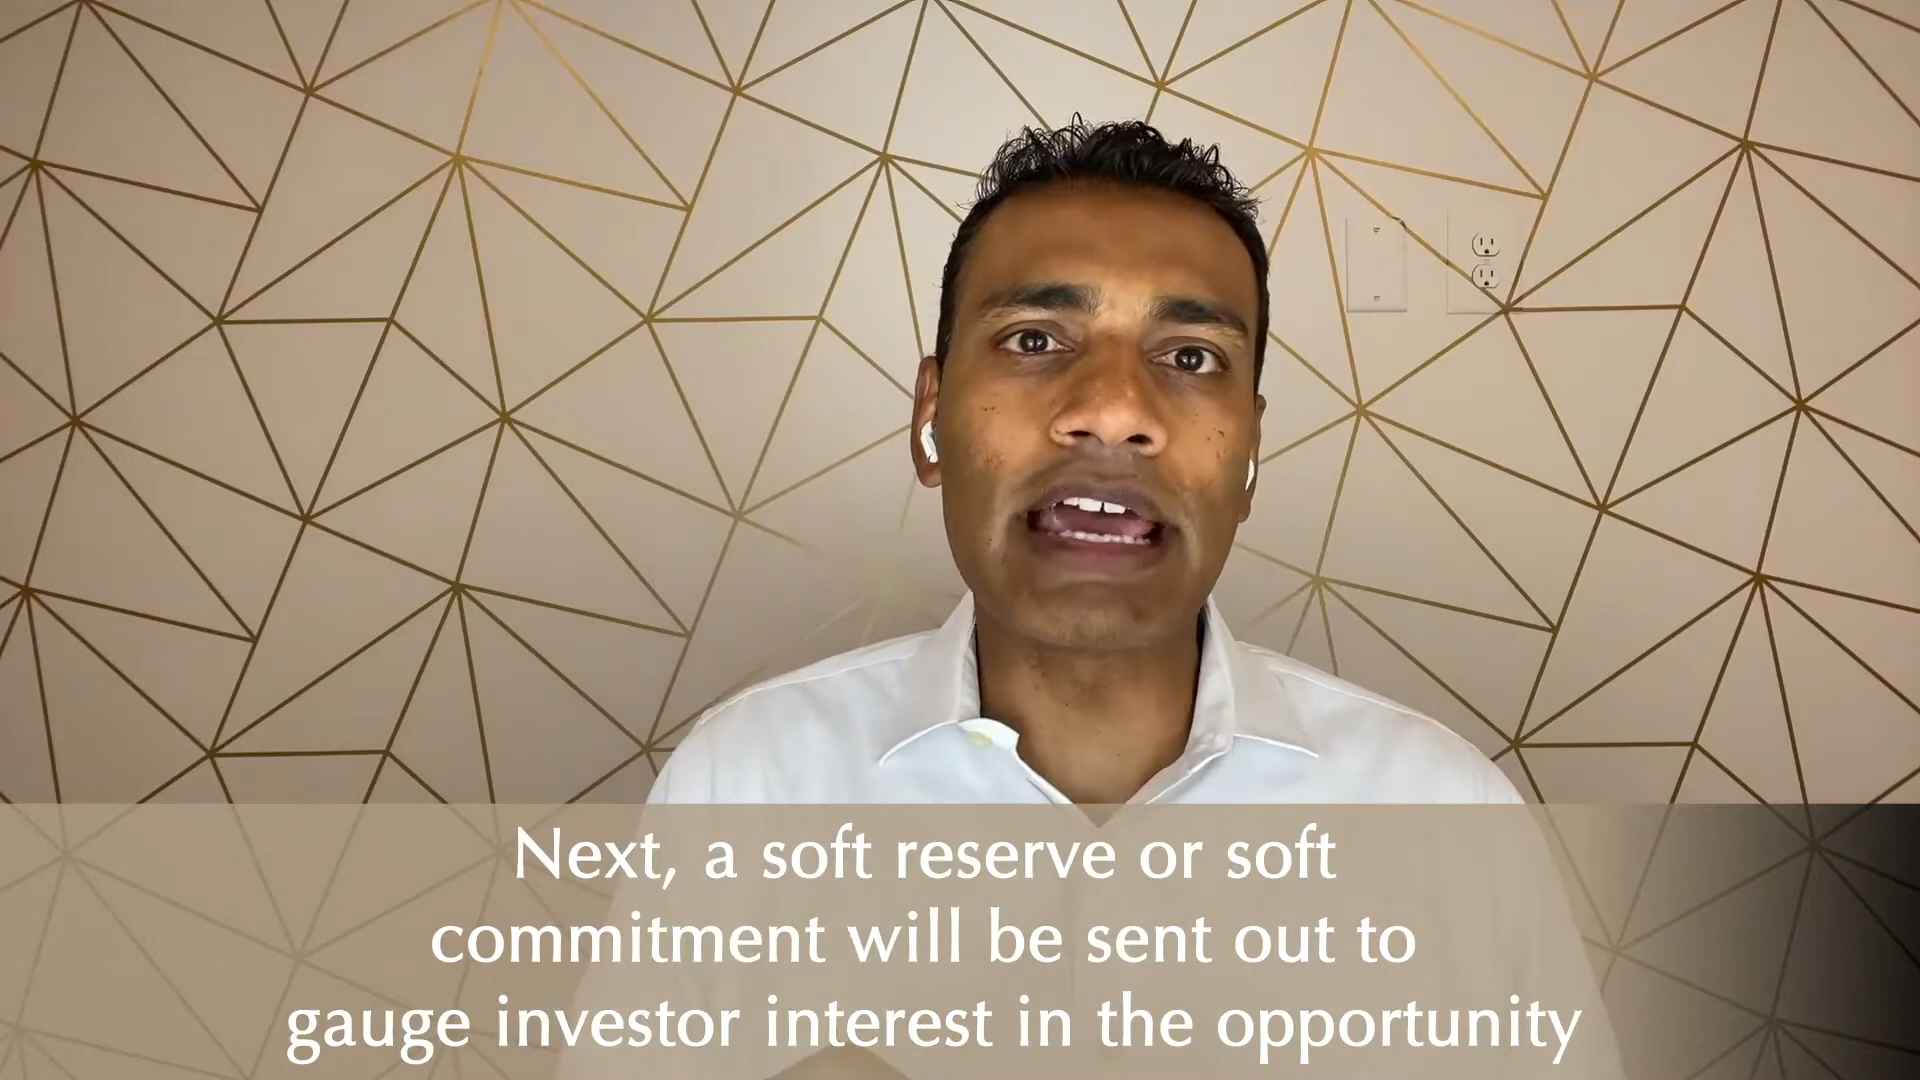 Next, a soft reserve or soft
commitment will be sent out to
gauge investor interest in the opportunity